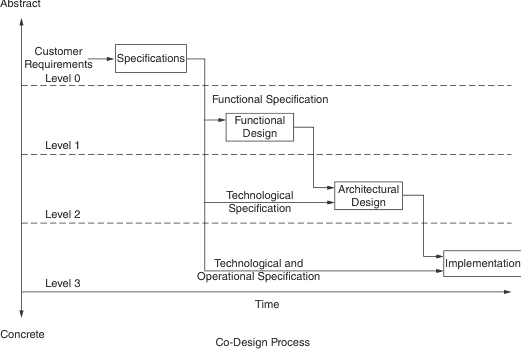 Abstract
Customer
Requirements
Specifications
Level 0
Functional Specification
Functional
Design
Level 1
Technological
Specification
Architectural
Design
Level 2
Technological and
Operational Specification
Implementation
Level 3
Time
Concrete
Co-Design Process